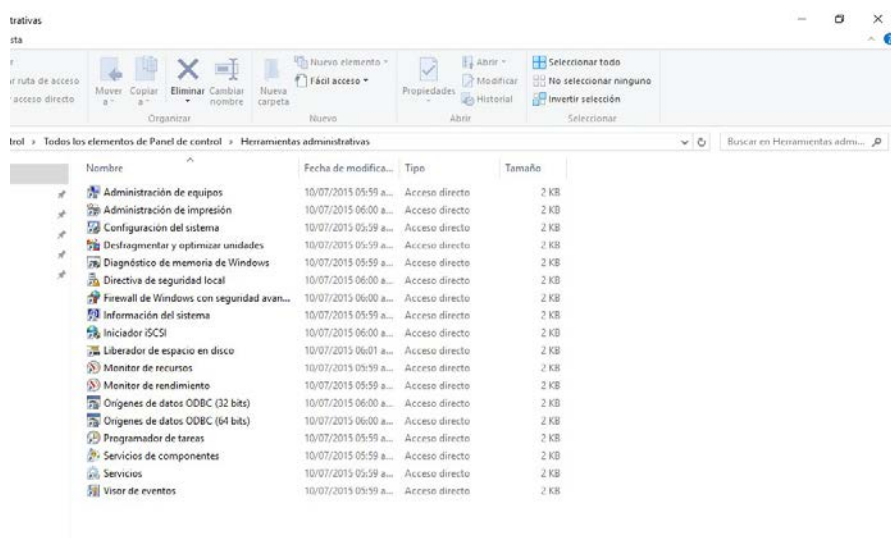 trativas
sta
r ruta de acceso
acceso directo
Mover a
Copiar a
Eliminar
Cambiar nombre
Organizar
Nueva carpeta
Nuevo elemento
Fácil acceso
Nuevo
Propiedades
Abrir
Modificar
Historial
Abrir
Seleccionar todo
No seleccionar ninguno
Invertir selección
Seleccionar
trol > Todos los elementos de Panel de control > Herramientas administrativas
Buscar en Herramientas admi...
Nombre Fecha de modifica... Tipo Tamaño
Administración de equipos 10/07/2015 05:59 a... Acceso directo 2 KB
Administración de impresión 10/07/2015 06:00 a... Acceso directo 2 KB
Configuración del sistema 10/07/2015 05:59 a... Acceso directo 2 KB
Desfragmentar y optimizar unidades 10/07/2015 05:59 a... Acceso directo 2 KB
Diagnóstico de memoria de Windows 10/07/2015 05:59 a... Acceso directo 2 KB
Directiva de seguridad local 10/07/2015 06:00 a... Acceso directo 2 KB
Firewall de Windows con seguridad avan... 10/07/2015 06:00 a... Acceso directo 2 KB
Información del sistema 10/07/2015 05:59 a... Acceso directo 2 KB
Iniciador iSCSI 10/07/2015 06:00 a... Acceso directo 2 KB
Liberador de espacio en disco 10/07/2015 06:01 a... Acceso directo 2 KB
Monitor de recursos 10/07/2015 05:59 a... Acceso directo 2 KB
Monitor de rendimiento 10/07/2015 05:59 a... Acceso directo 2 KB
Orígenes de datos ODBC (32 bits) 10/07/2015 06:00 a... Acceso directo 2 KB
Orígenes de datos ODBC (64 bits) 10/07/2015 06:00 a... Acceso directo 2 KB
Programador de tareas 10/07/2015 05:59 a... Acceso directo 2 KB
Servicios de componentes 10/07/2015 05:59 a... Acceso directo 2 KB
Servicios 10/07/2015 05:59 a... Acceso directo 2 KB
Visor de eventos 10/07/2015 05:59 a... Acceso directo 2 KB